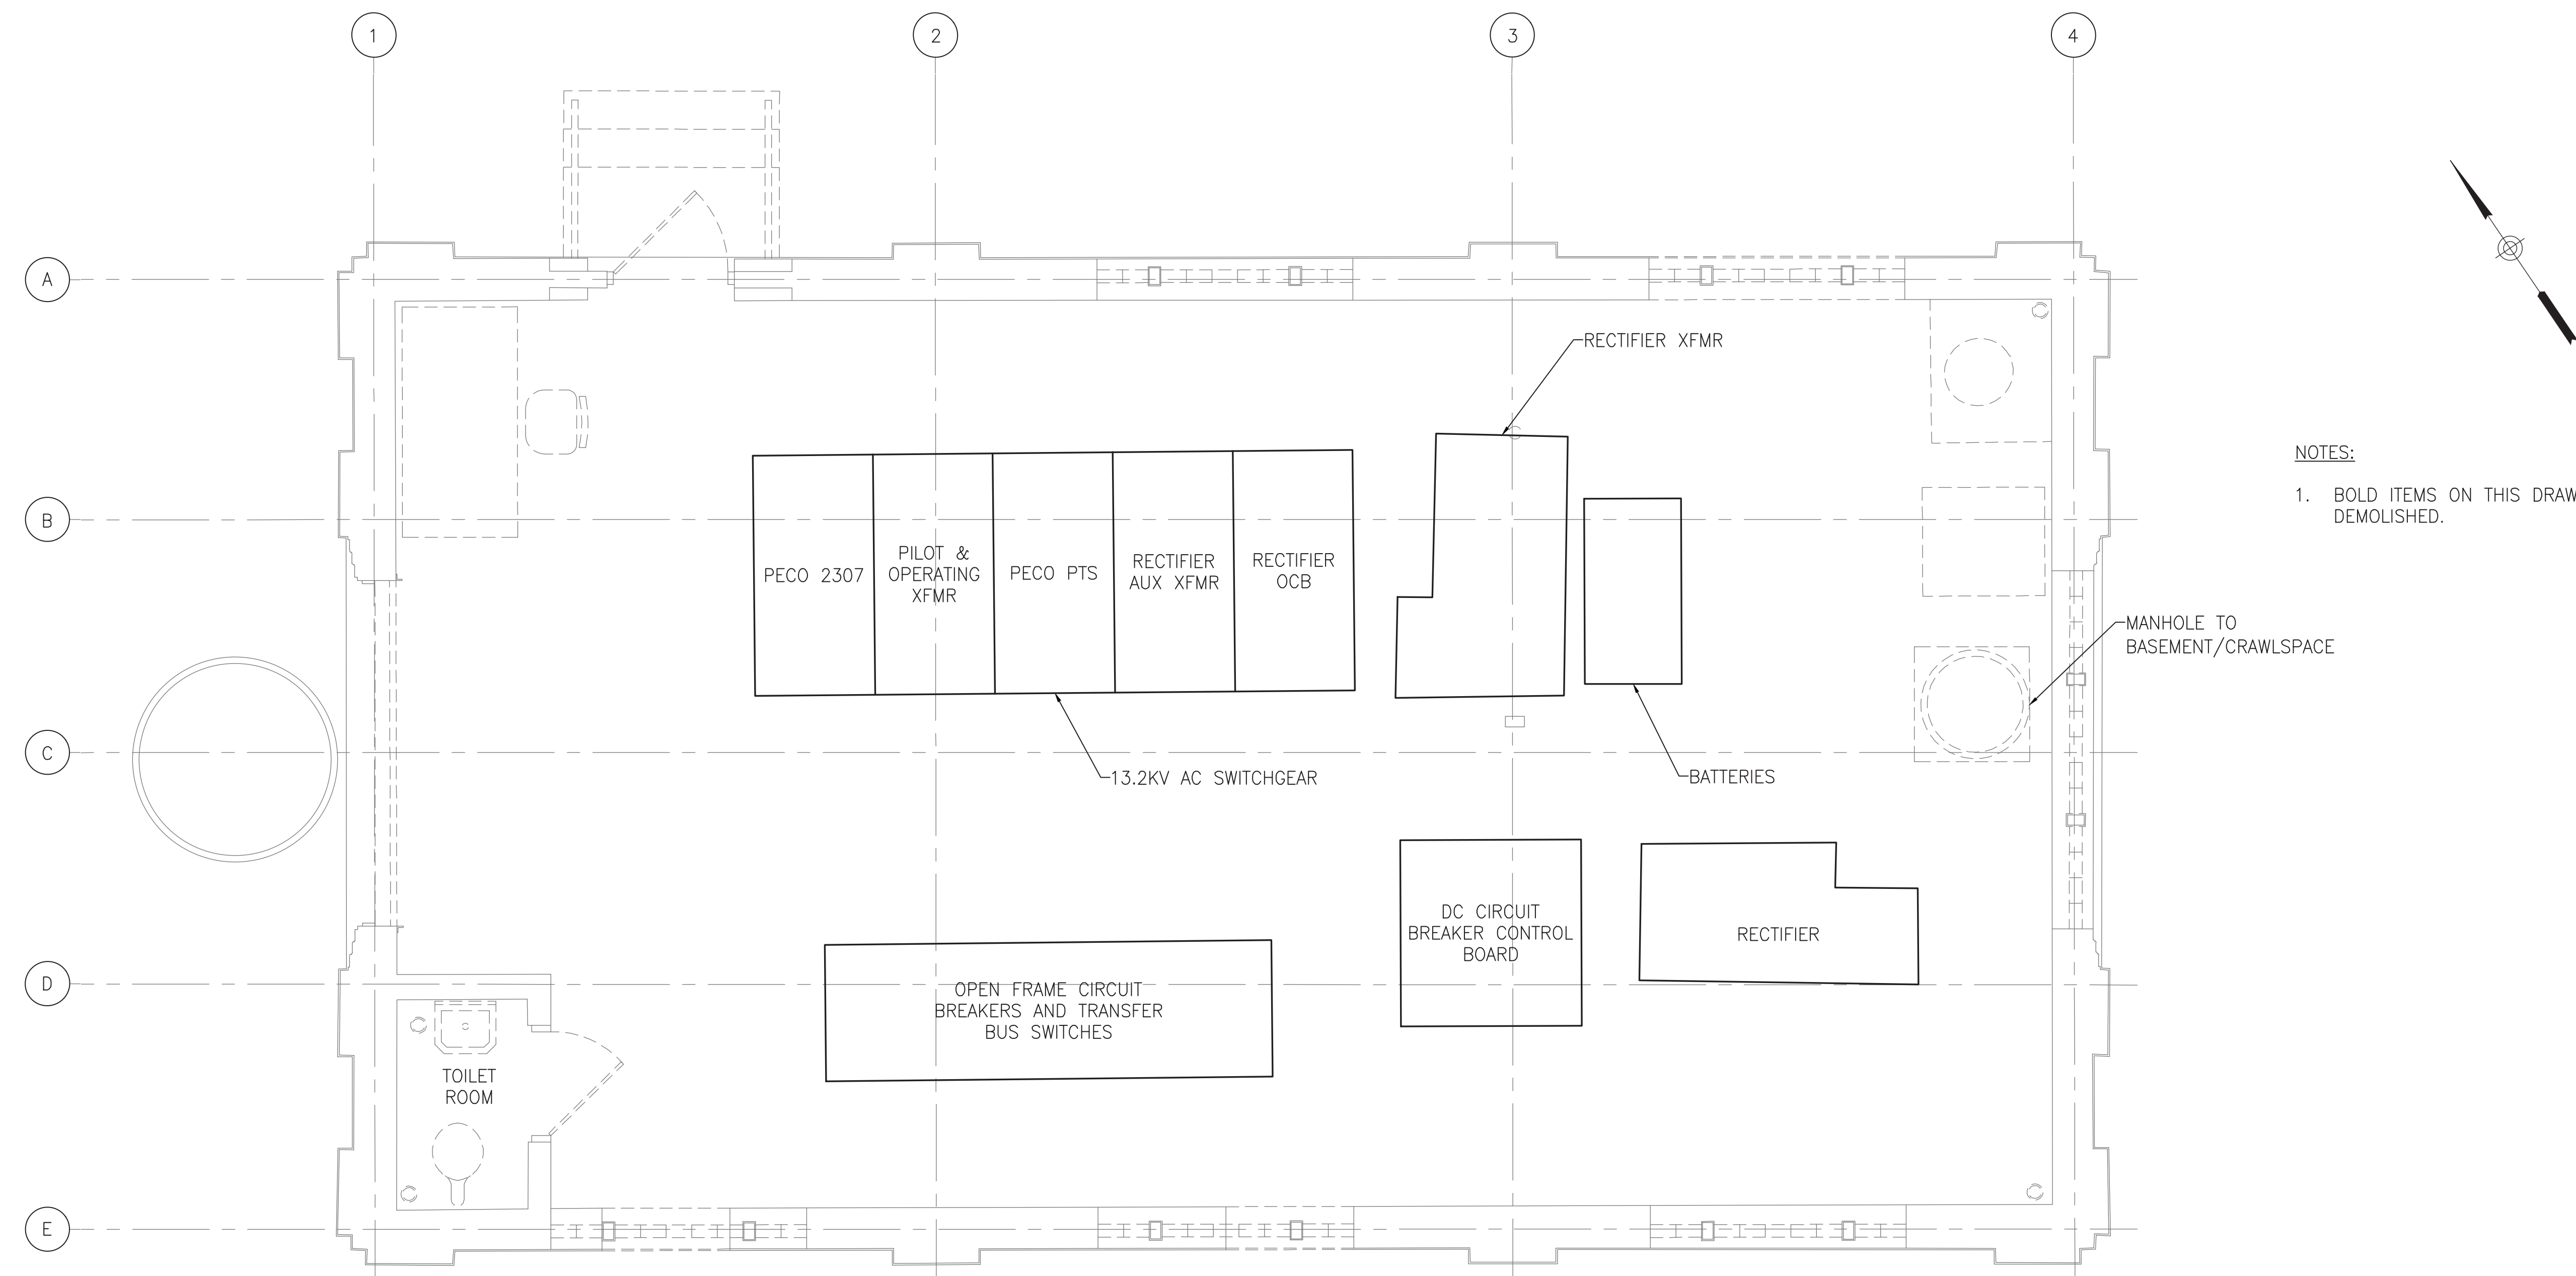 1
2
3
4
A
B
C
D
E
RECTIFIER XFMR
NOTES:
1. BOLD ITEMS ON THIS
DEMOLISHED.
PECO 2307
PILOT &
OPERATING
XFMR
PECO PTS
RECTIFIER
AUX XFMR
RECTIFIER
OCB
MANHOLE TO
BASEMENT/CRAWLSPACE
13.2KV AC SWITCHGEAR
BATTERIES
DC CIRCUIT
BREAKER CONTROL
BOARD
RECTIFIER
OPEN FRAME CIRCUIT
BREAKERS AND TRANSFER
BUS SWITCHES
TOILET
ROOM